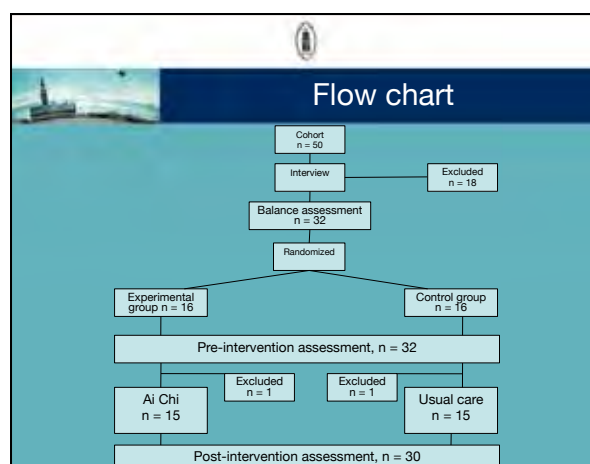 Flow chart
Cohort
n = 50
Interview
Excluded
n = 18
Balance assessment
n = 32
Randomized
Experimental
group n = 16
Control group
n = 16
Pre-intervention assessment, n = 32
Excluded
n = 1
Excluded
n = 1
Ai Chi
n = 15
Usual care
n = 15
Post-intervention assessment, n = 30